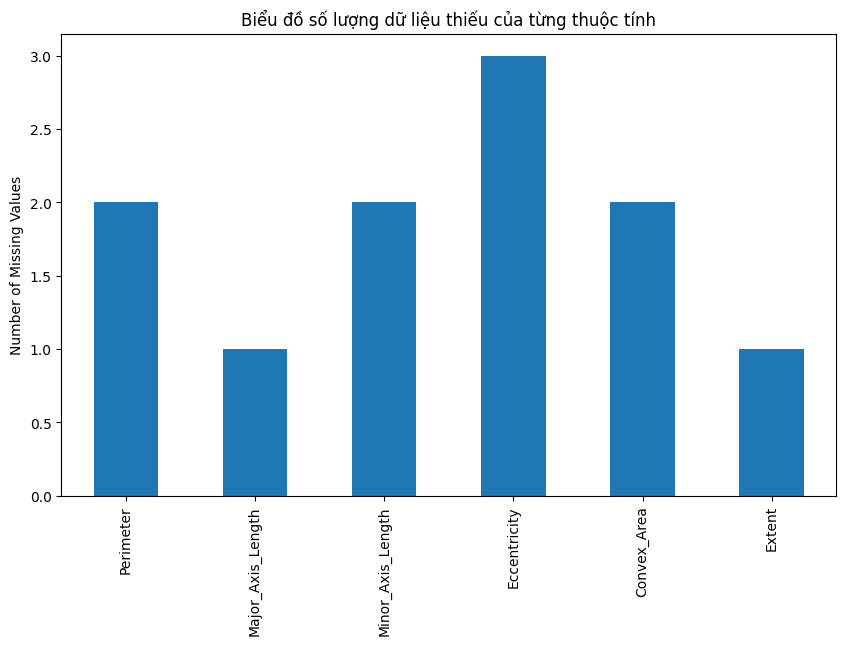 Biểu đồ số lượng dữ liệu thiếu của từng thuộc tính
Number of Missing Values
3.0
2.5
2.0
1.5
1.0
0.5
0.0
Perimeter
Major_Axis_Length
Minor_Axis_Length
Eccentricity
Convex_Area
Extent